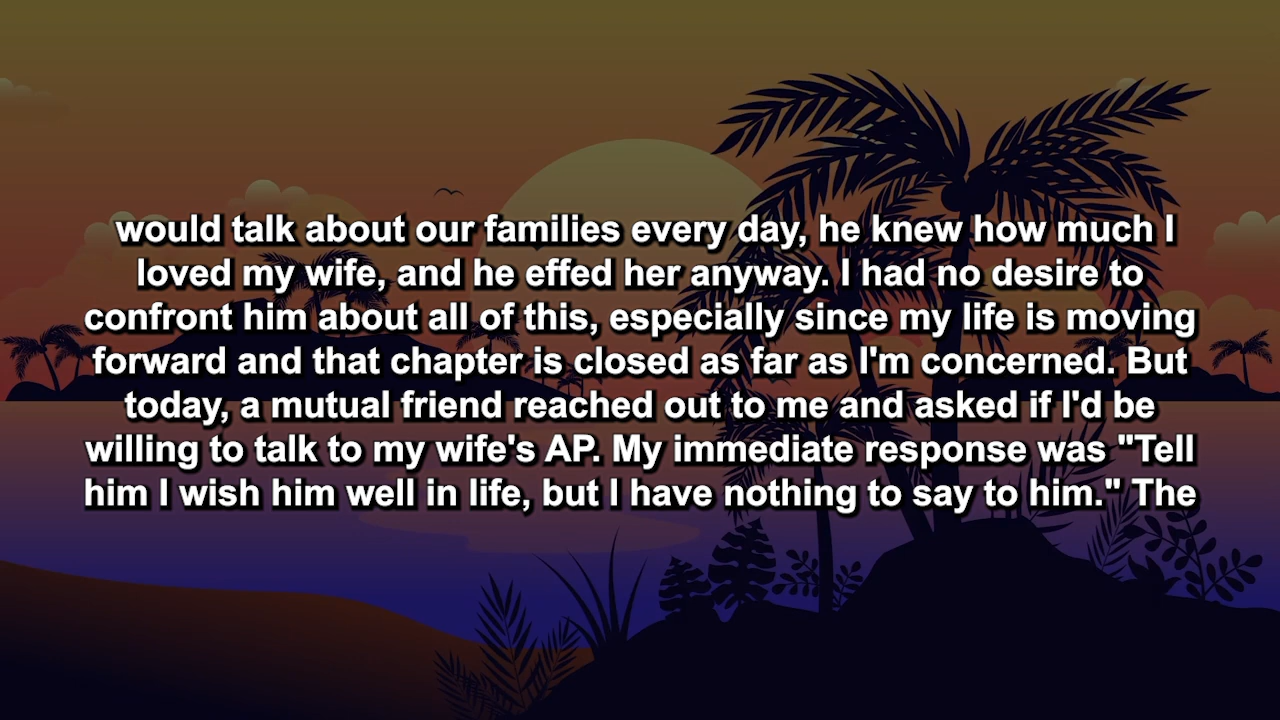 would talk about our families every day, he knew how much I
loved my wife, and he effed her anyway. I had no desire to
confront him about all of this, especially since my life is moving
forward and that chapter is closed as far as I'm concerned. But
today, a mutual friend reached out to me and asked if I'd be
willing to talk to my wife's AP. My immediate response was "Tell
him I wish him well in life, but I have nothing to say to him." The